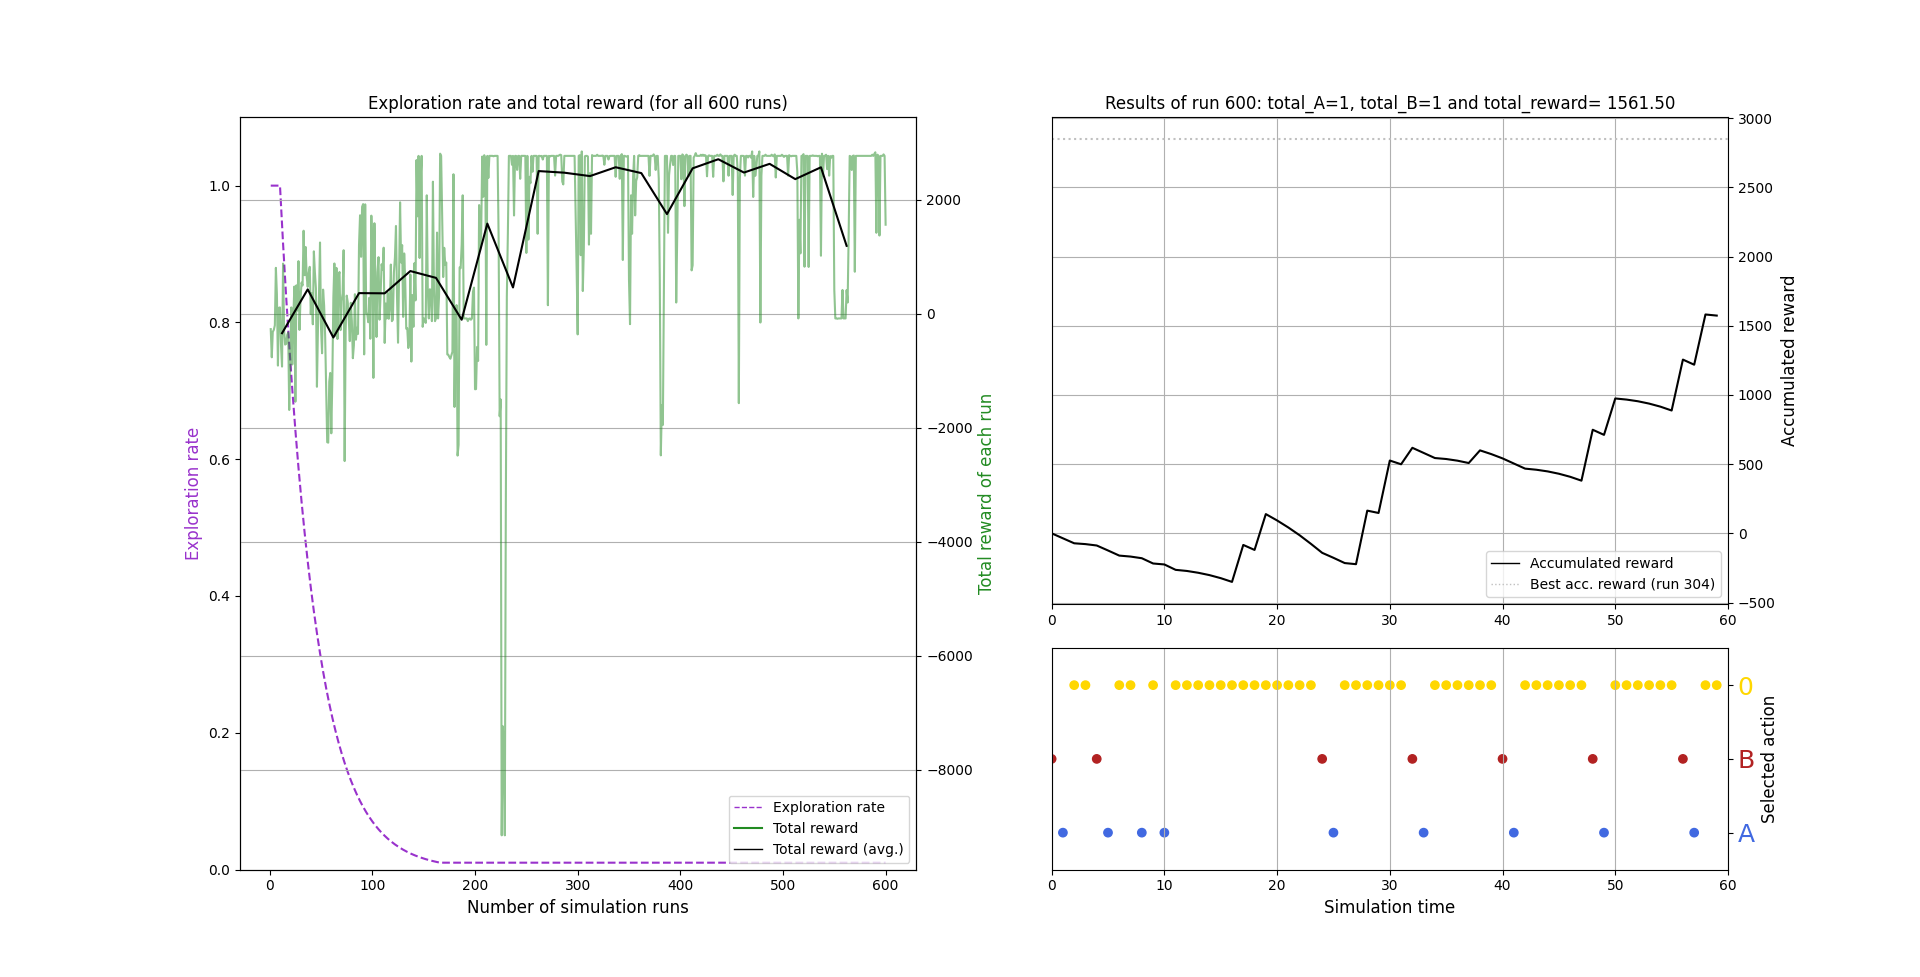 Exploration rate and total reward (for all 600 runs)
1.0
0.8
0.6
0.4
0.2
0.0
Exploration rate
2000
0
−2000
−4000
−6000
−8000
Total reward of each run
0
100
200
300
400
500
600
Number of simulation runs
Exploration rate
Total reward
Total reward (avg.)
Results of run 600: total_A=1, total_B=1 and total_reward= 1561.50
3000
2500
2000
1500
1000
500
0
−500
Accumulated reward
Accumulated reward
Best acc. reward (run 304)
0
10
20
30
40
50
60
0
B
A
Selected action
0
10
20
30
40
50
60
Simulation time